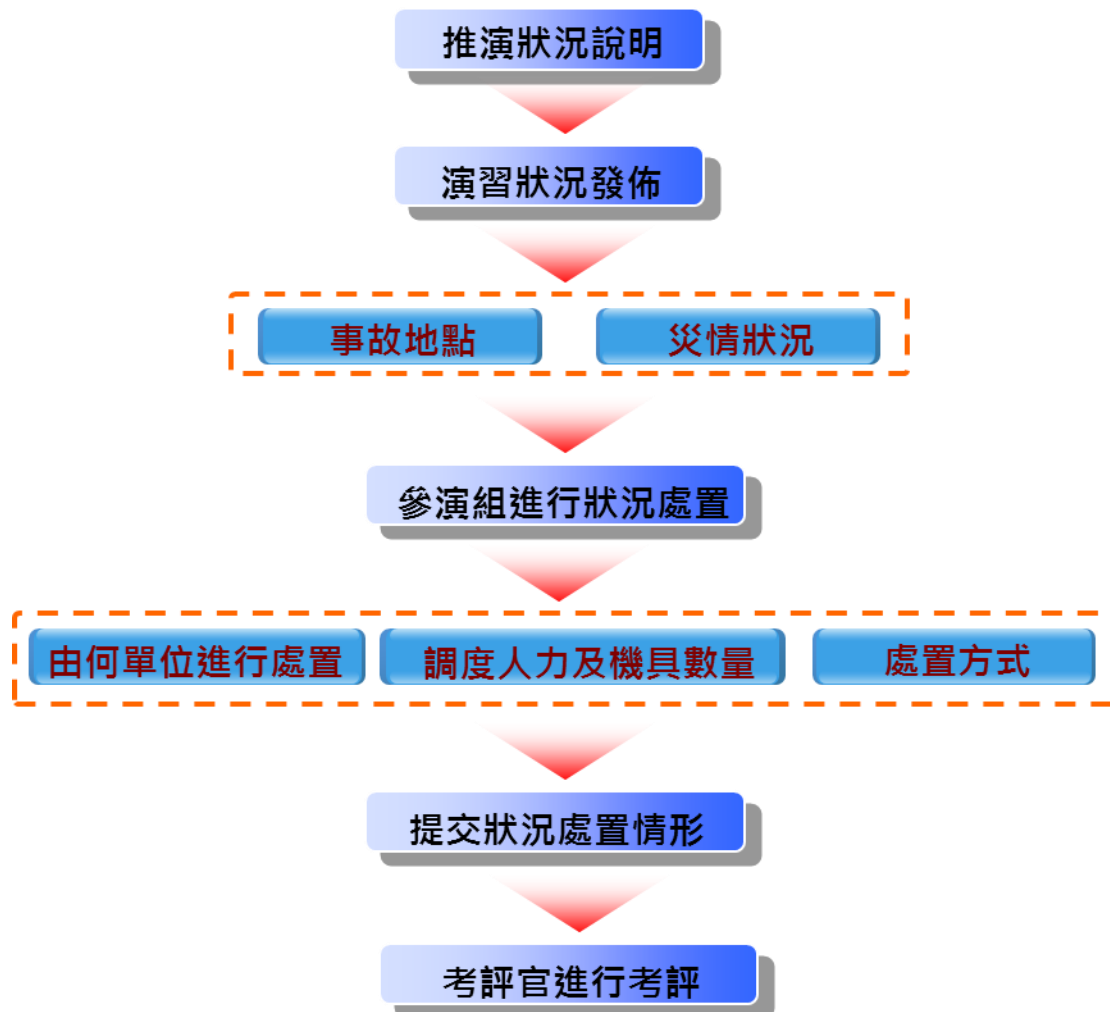 推演狀況說明
演習狀況發佈
事故地點
災情狀況
參演組進行狀況處置
由何單位進行處置
調度人力及機具數量
處置方式
提交狀況處置情形
考評官進行考評